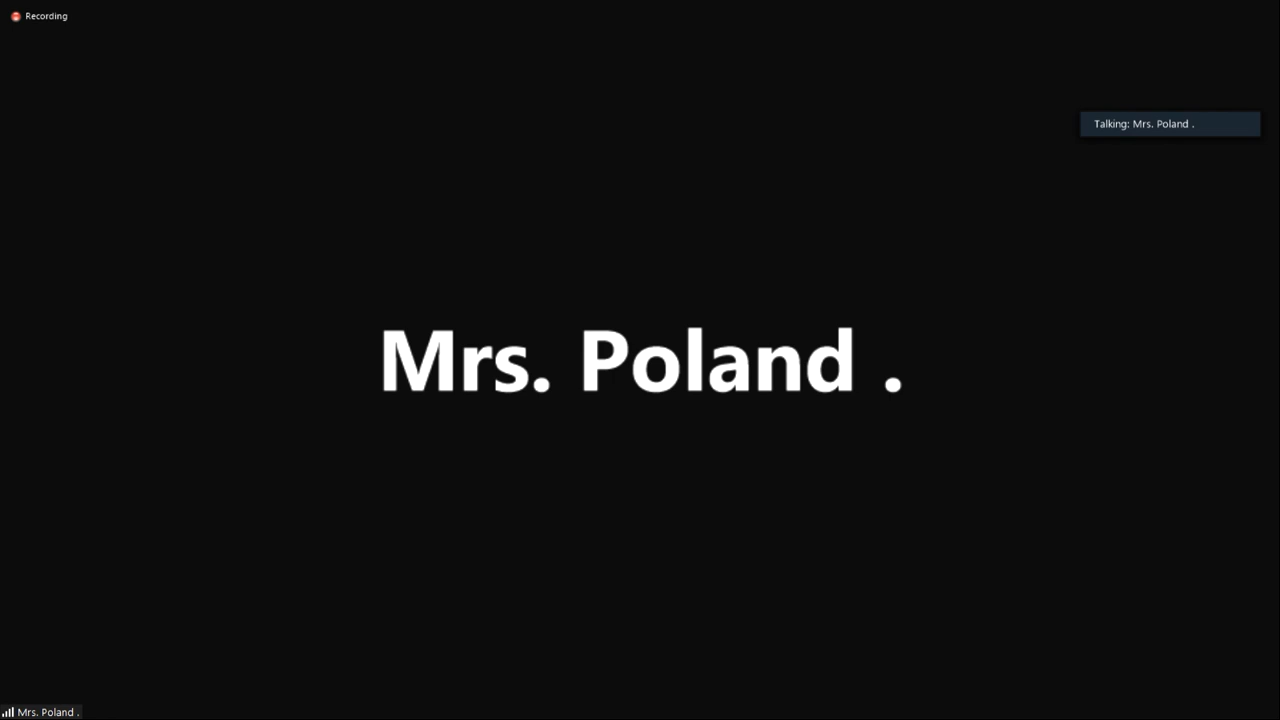 Recording
Talking: Mrs. Poland .
Mrs. Poland .
Mrs. Poland .